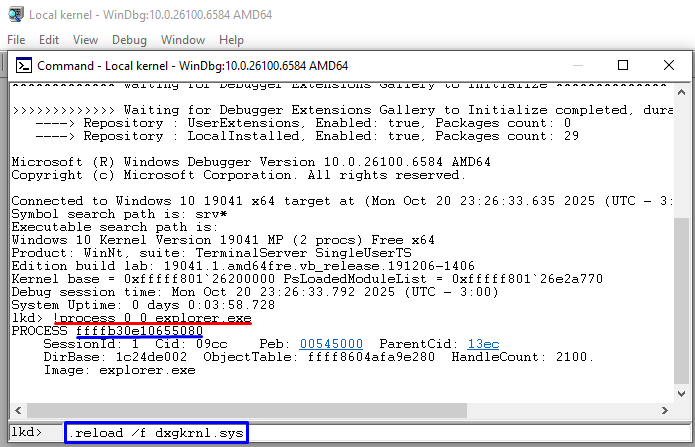 Local kernel - WinDbg:10.0.26100.6584 AMD64
File Edit View Debug Window Help
Command - Local kernel - WinDbg:10.0.26100.6584 AMD64
>>>>>>>>>>>>> Waiting for Debugger Extensions Gallery to Initialize completed, dura
----> Repository : UserExtensions, Enabled: true, Packages count: 0
----> Repository : LocalInstalled, Enabled: true, Packages count: 29
Microsoft (R) Windows Debugger Version 10.0.26100.6584 AMD64
Copyright (c) Microsoft Corporation. All rights reserved.
Connected to Windows 10 19041 x64 target at (Mon Oct 20 23:26:33.635 2025 (UTC - 3:
Symbol search path is: srv*
Executable search path is:
Windows 10 Kernel Version 19041 MP (2 procs) Free x64
Product: WinNt, suite: TerminalServer SingleUserTS
Edition build lab: 19041.1.amd64fre.vb_release.191206-1406
Kernel base = 0xfffff801`26200000 PsLoadedModuleList = 0xfffff801`26e2a770
Debug session time: Mon Oct 20 23:26:33.792 2025 (UTC - 3:00)
System Uptime: 0 days 0:03:58.728
lkd> !process 0 0 explorer.exe
PROCESS ffffb30e10655080
SessionId: 1 Cid: 09cc Peb: 00545000 ParentCid: 13ec
DirBase: 1c24de002 ObjectTable: ffff8604afa9e280 HandleCount: 2100.
Image: explorer.exe
lkd> .reload /f dxgkrnl.sys